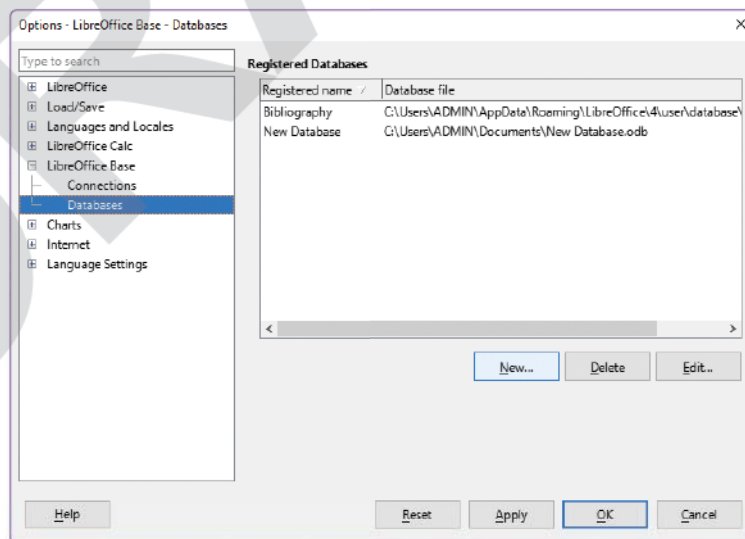 Options - LibreOffice Base - Databases
Type to search
LibreOffice
Load/Save
Languages and Locales
LibreOffice Calc
LibreOffice Base
Connections
Databases
Charts
Internet
Language Settings
Registered Databases
Registered name Database file
Bibliography C:\Users\ADMIN\AppData\Roaming\LibreOffice\4\user\database\
New Database C:\Users\ADMIN\Documents\New Database.odb
New... Delete Edit...
Help Reset Apply OK Cancel